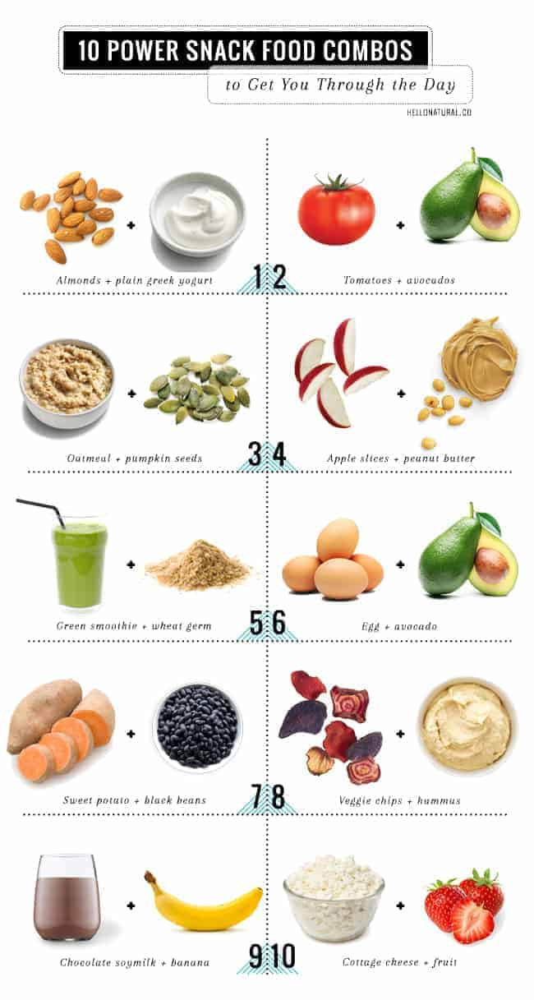 10 POWER SNACK FOOD COMBOS
to Get You Through the Day
HELLONATURAL.CO
Almonds + plain greek yogurt
1
2
Tomatoes + avocados
Oatmeal + pumpkin seeds
3
4
Apple slices + peanut butter
Green smoothie + wheat germ
5
6
Egg + avocado
Sweet potato + black beans
7
8
Veggie chips + hummus
Chocolate soymilk + banana
9
10
Cottage cheese + fruit